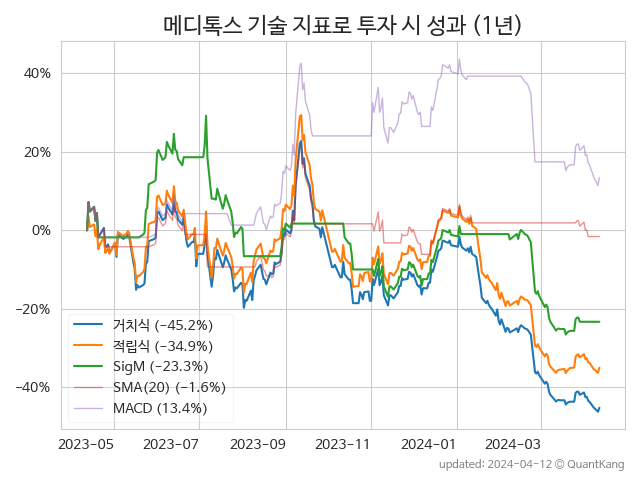 메디톡스 기술 지표로 투자 시 성과 (1년)
40%
20%
0%
−20%
−40%
거치식 (−45.2%)
적립식 (−34.9%)
SigM (−23.3%)
SMA(20) (−1.6%)
MACD (13.4%)
2023-05 2023-07 2023-09 2023-11 2024-01 2024-03
updated: 2024-04-12 © QuantKang